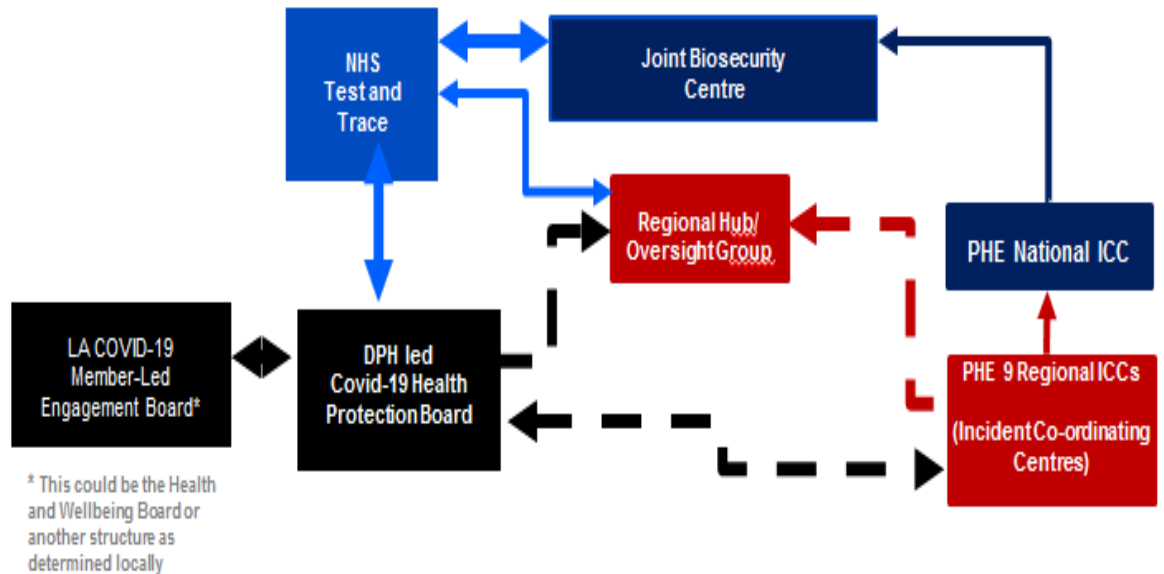 NHS
Test and
Trace
Joint Biosecurity
Centre
Regional Hub/
Oversight Group
PHE National ICC
LA COVID-19
Member-Led
Engagement Board*
DPH led
Covid-19 Health
Protection Board
PHE 9 Regional ICCs
(Incident Co-ordinating
Centres)
* This could be the Health
and Wellbeing Board or
another structure as
determined locally